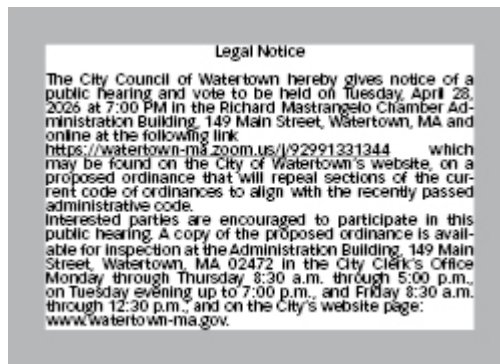 Legal Notice
The City Council of Watertown hereby gives notice of a
public hearing and vote to be held on Tuesday, April 28,
2026 at 7:00 PM in the Richard Mastrangelo Chamber Ad-
ministration Building, 149 Main Street, Watertown, MA and
online at the following link
https://watertown-ma.zoom.us/j/92991331344 which
may be found on the City of Watertown's website, on a
proposed ordinance that will repeal sections of the cur-
rent code of ordinances to align with the recently passed
administrative code.
Interested parties are encouraged to participate in this
public hearing. A copy of the proposed ordinance is avail-
able for inspection at the Administration Building, 149 Main
Street, Watertown, MA 02472 in the City Clerk's Office
Monday through Thursday 8:30 a.m. through 5:00 p.m.,
on Tuesday evening up to 7:00 p.m., and Friday 8:30 a.m.
through 12:30 p.m., and on the City's website page:
www.watertown-ma.gov.